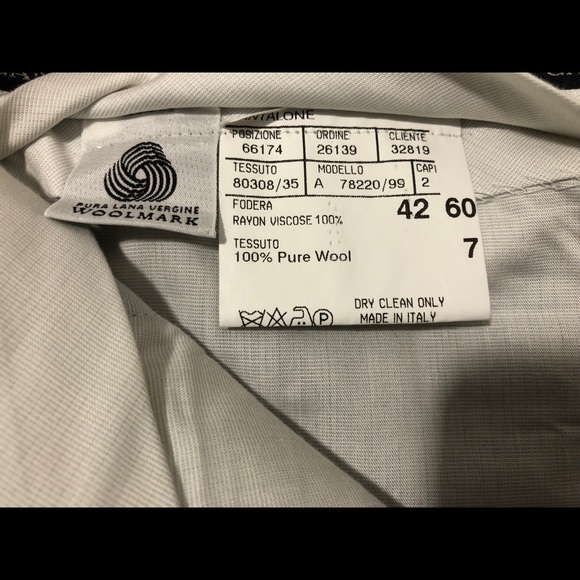 PANTALONE
POSIZIONE ORDINE CLIENTE
66174 26139 32819
TESSUTO MODELLO CAPI
80308/35 A 78220/99 2
FODERA 42 60
RAYON VISCOSE 100%
TESSUTO 7
100% Pure Wool
DRY CLEAN ONLY
MADE IN ITALY
PURA LANA VERGINE
WOOLMARK